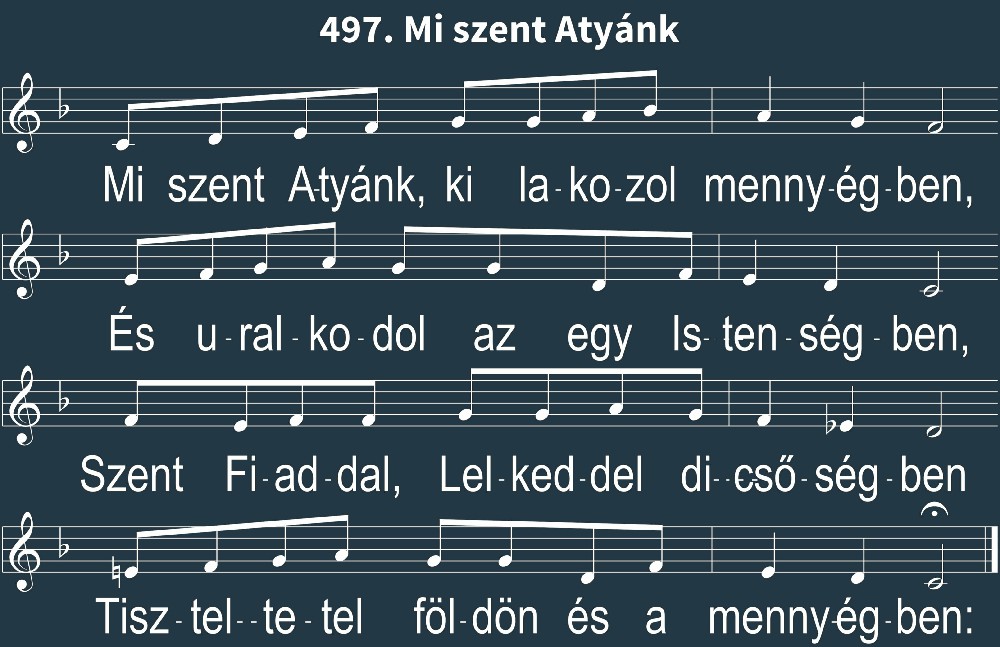 497. Mi szent Atyánk
Mi szent A-tyánk, ki la-ko-zol menny-ég-ben,
És u-ral-ko-dol az egy Is-ten-ség-ben,
Szent Fi-ad-dal, Lel-ked-del di--cső-ség-ben
Tisz-tel--te-tel föl-dön és a menny-ég-ben: